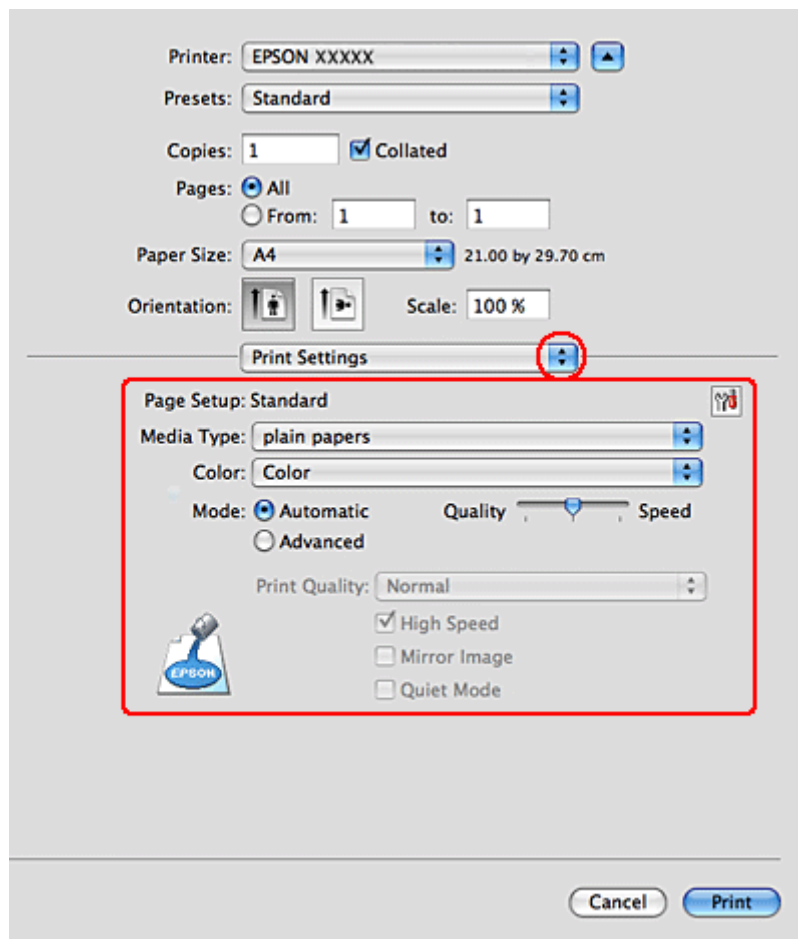 Printer: EPSON XXXXX
Presets: Standard
Copies: 1 Collated
Pages: All
From: 1 to: 1
Paper Size: A4 21.00 by 29.70 cm
Orientation: Scale: 100 %
Print Settings
Page Setup: Standard
Media Type: plain papers
Color: Color
Mode: Automatic Quality Speed
Advanced
Print Quality: Normal
High Speed
Mirror Image
EPSON
Quiet Mode
Cancel Print